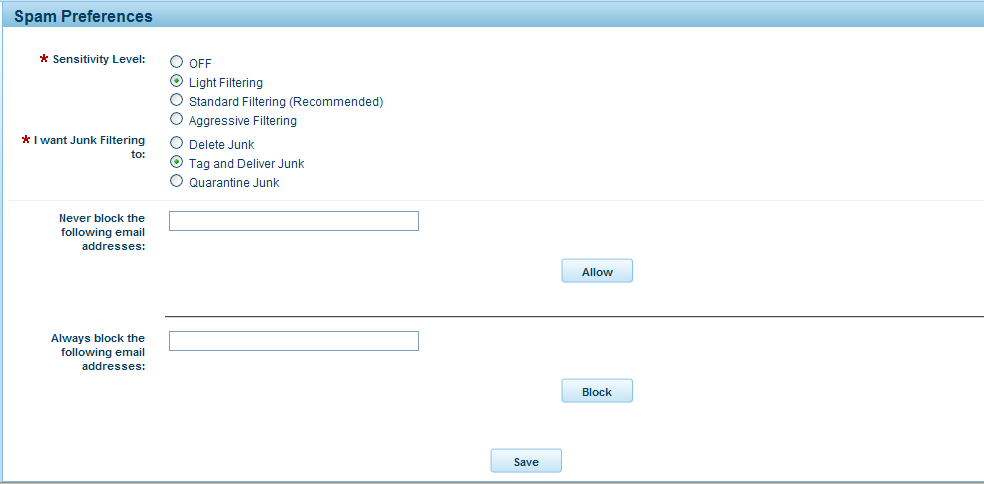 Spam Preferences
* Sensitivity Level:
OFF
Light Filtering
Standard Filtering (Recommended)
Aggressive Filtering
* I want Junk Filtering
to:
Delete Junk
Tag and Deliver Junk
Quarantine Junk
Never block the
following email
addresses:
Allow
Always block the
following email
addresses:
Block
Save